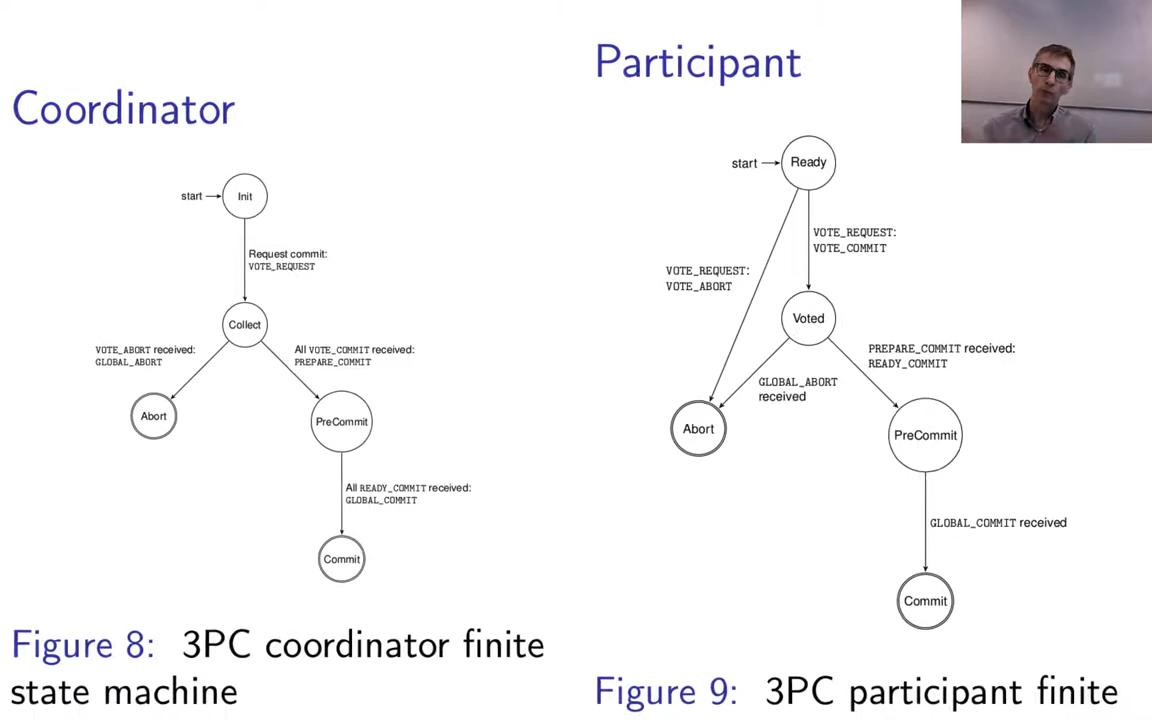 Coordinator
start
Init
Request commit:
VOTE_REQUEST
Collect
VOTE_ABORT received:
GLOBAL_ABORT
All VOTE_COMMIT received:
PREPARE_COMMIT
Abort
PreCommit
All READY_COMMIT received:
GLOBAL_COMMIT
Commit
Figure 8: 3PC coordinator finite
state machine
Participant
start
Ready
VOTE_REQUEST:
VOTE_COMMIT
VOTE_REQUEST:
VOTE_ABORT
Voted
PREPARE_COMMIT received:
READY_COMMIT
GLOBAL_ABORT
received
Abort
PreCommit
GLOBAL_COMMIT received
Commit
Figure 9: 3PC participant finite